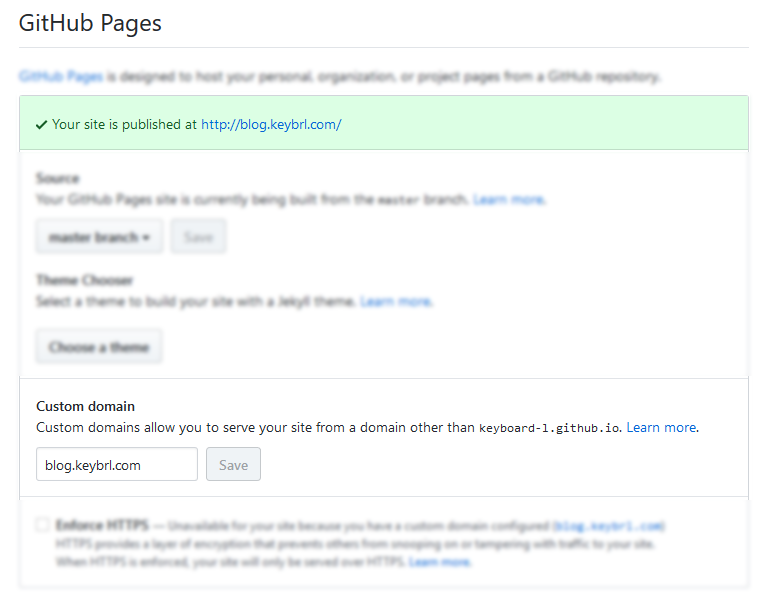 GitHub Pages
GitHub Pages is designed to host your personal, organization, or project pages from a GitHub repository.
Your site is published at http://blog.keybrl.com/
Source
Your GitHub Pages site is currently being built from the master branch. Learn more.
master branch
Save
Theme Chooser
Select a theme to build your site with a Jekyll theme. Learn more.
Choose a theme
Custom domain
Custom domains allow you to serve your site from a domain other than keyboard-l.github.io. Learn more.
blog.keybrl.com
Save
Enforce HTTPS — Unavailable for your site because you have a custom domain configured (blog.keybrl.com)
HTTPS provides a layer of encryption that prevents others from snooping on or tampering with traffic to your site.
When HTTPS is enforced, your site will only be served over HTTPS. Learn more.